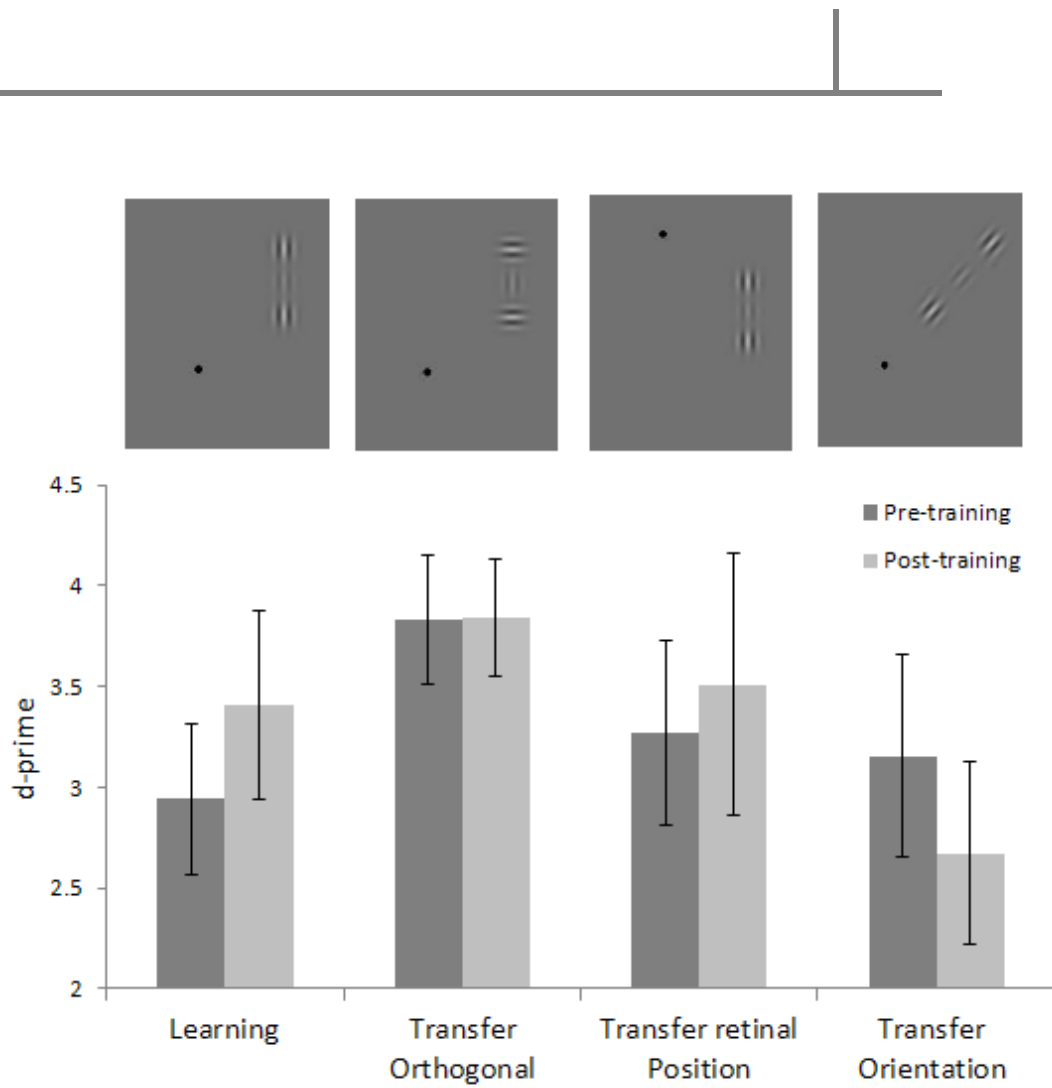 4.5
4
3.5
3
2.5
2
d-prime
Pre-training
Post-training
Learning
Transfer
Orthogonal
Transfer retinal
Position
Transfer
Orientation